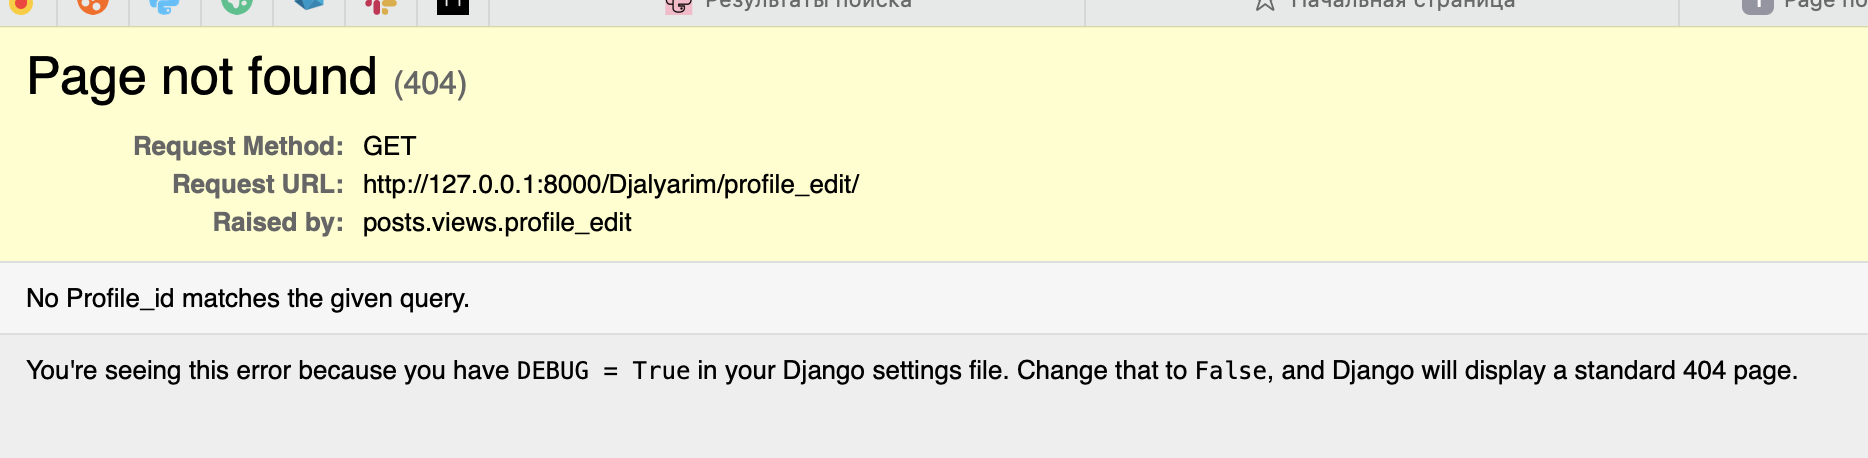 Результаты поиска
Начальная страница
Page
Page not found (404)
Request Method: GET
Request URL: http://127.0.0.1:8000/Djalyarim/profile_edit/
Raised by: posts.views.profile_edit
No Profile_id matches the given query.
You're seeing this error because you have DEBUG = True in your Django settings file. Change that to False, and Django will display a standard 404 page.